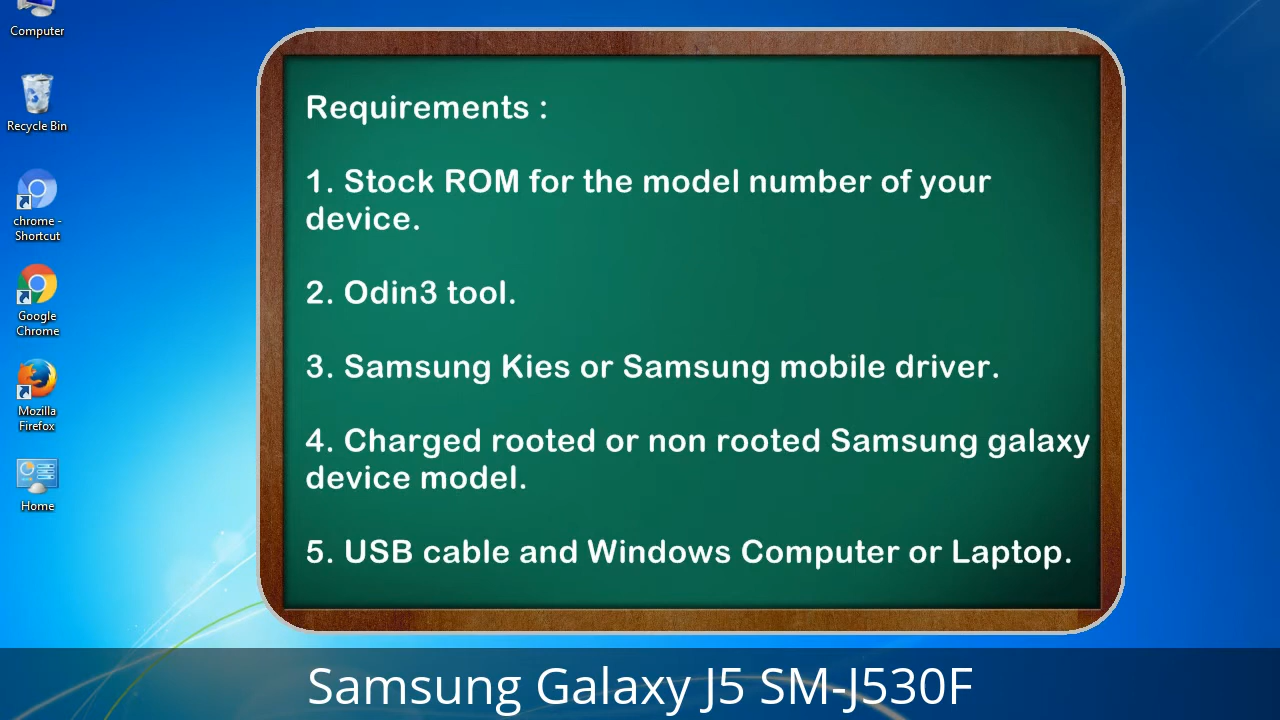 Computer
Recycle Bin
chrome -
Shortcut
Google
Chrome
Mozilla
Firefox
Home
Requirements :
1. Stock ROM for the model number of your
device.
2. Odin3 tool.
3. Samsung Kies or Samsung mobile driver.
4. Charged rooted or non rooted Samsung galaxy
device model.
5. USB cable and Windows Computer or Laptop.
Samsung Galaxy J5 SM-J530F